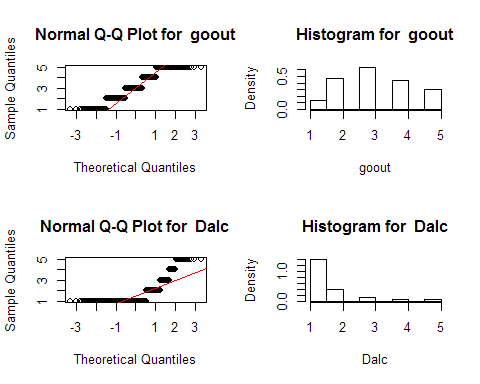 Normal Q-Q Plot for goout
Sample Quantiles
1
3
5
-3
-1
0
1
2
3
Theoretical Quantiles
Histogram for goout
Density
0.0
0.5
1
2
3
4
5
goout
Normal Q-Q Plot for Dalc
Sample Quantiles
1
3
5
-3
-1
0
1
2
3
Theoretical Quantiles
Histogram for Dalc
Density
0.0
1.0
1
2
3
4
5
Dalc